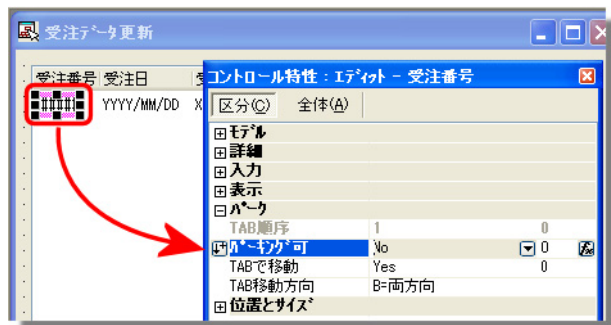 受注ﾃﾞｰﾀ更新
受注番号 受注日
##### YYYY/MM/DD X
コントロール特性：ｴﾃﾞｨｯﾄ - 受注番号
区分(C) 全体(A)
ﾓﾃﾞﾙ
詳細
入力
表示
ﾊﾟｰｸ
TAB順序 1 0
ﾊﾟｰｷﾝｸﾞ可 No 0
TABで移動 Yes 0
TAB移動方向 B=両方向
位置とｻｲｽﾞ